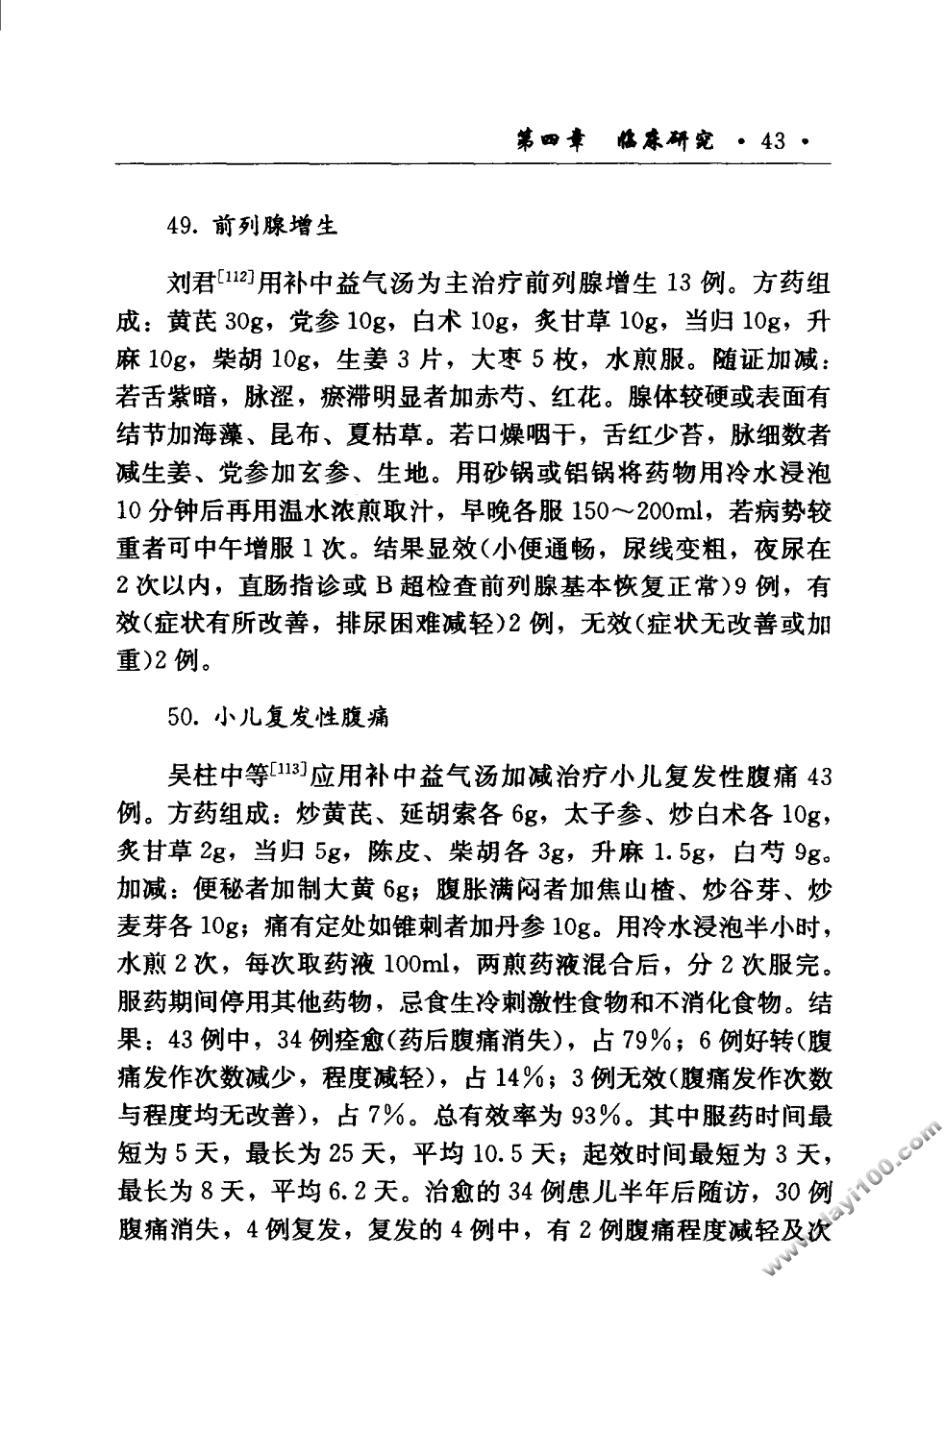 第四章 临床研究 · 43 ·
49. 前列腺增生
刘君[112]用补中益气汤为主治疗前列腺增生 13 例。方药组
成：黄芪 30g，党参 10g，白术 10g，炙甘草 10g，当归 10g，升
麻 10g，柴胡 10g，生姜 3 片，大枣 5 枚，水煎服。随证加减：
若舌紫暗，脉涩，瘀滞明显者加赤芍、红花。腺体较硬或表面有
结节加海藻、昆布、夏枯草。若口燥咽干，舌红少苔，脉细数者
减生姜、党参加玄参、生地。用砂锅或铝锅将药物用冷水浸泡
10 分钟后再用温水浓煎取汁，早晚各服 150～200ml，若病势较
重者可中午增服 1 次。结果显效(小便通畅，尿线变粗，夜尿在
2 次以内，直肠指诊或 B 超检查前列腺基本恢复正常)9 例，有
效(症状有所改善，排尿困难减轻)2 例，无效(症状无改善或加
重)2 例。
50. 小儿复发性腹痛
吴柱中等[113]应用补中益气汤加减治疗小儿复发性腹痛 43
例。方药组成：炒黄芪、延胡索各 6g，太子参、炒白术各 10g，
炙甘草 2g，当归 5g，陈皮、柴胡各 3g，升麻 1.5g，白芍 9g。
加减：便秘者加制大黄 6g；腹胀满闷者加焦山楂、炒谷芽、炒
麦芽各 10g；痛有定处如锥刺者加丹参 10g。用冷水浸泡半小时，
水煎 2 次，每次取药液 100ml，两煎药液混合后，分 2 次服完。
服药期间停用其他药物，忌食生冷刺激性食物和不消化食物。结
果：43 例中，34 例痊愈(药后腹痛消失)，占 79%；6 例好转(腹
痛发作次数减少，程度减轻)，占 14%；3 例无效(腹痛发作次数
与程度均无改善)，占 7%。总有效率为 93%。其中服药时间最
短为 5 天，最长为 25 天，平均 10.5 天；起效时间最短为 3 天，
最长为 8 天，平均 6.2 天。治愈的 34 例患儿半年后随访，30 例
腹痛消失，4 例复发，复发的 4 例中，有 2 例腹痛程度减轻及次
www.dayi100.com